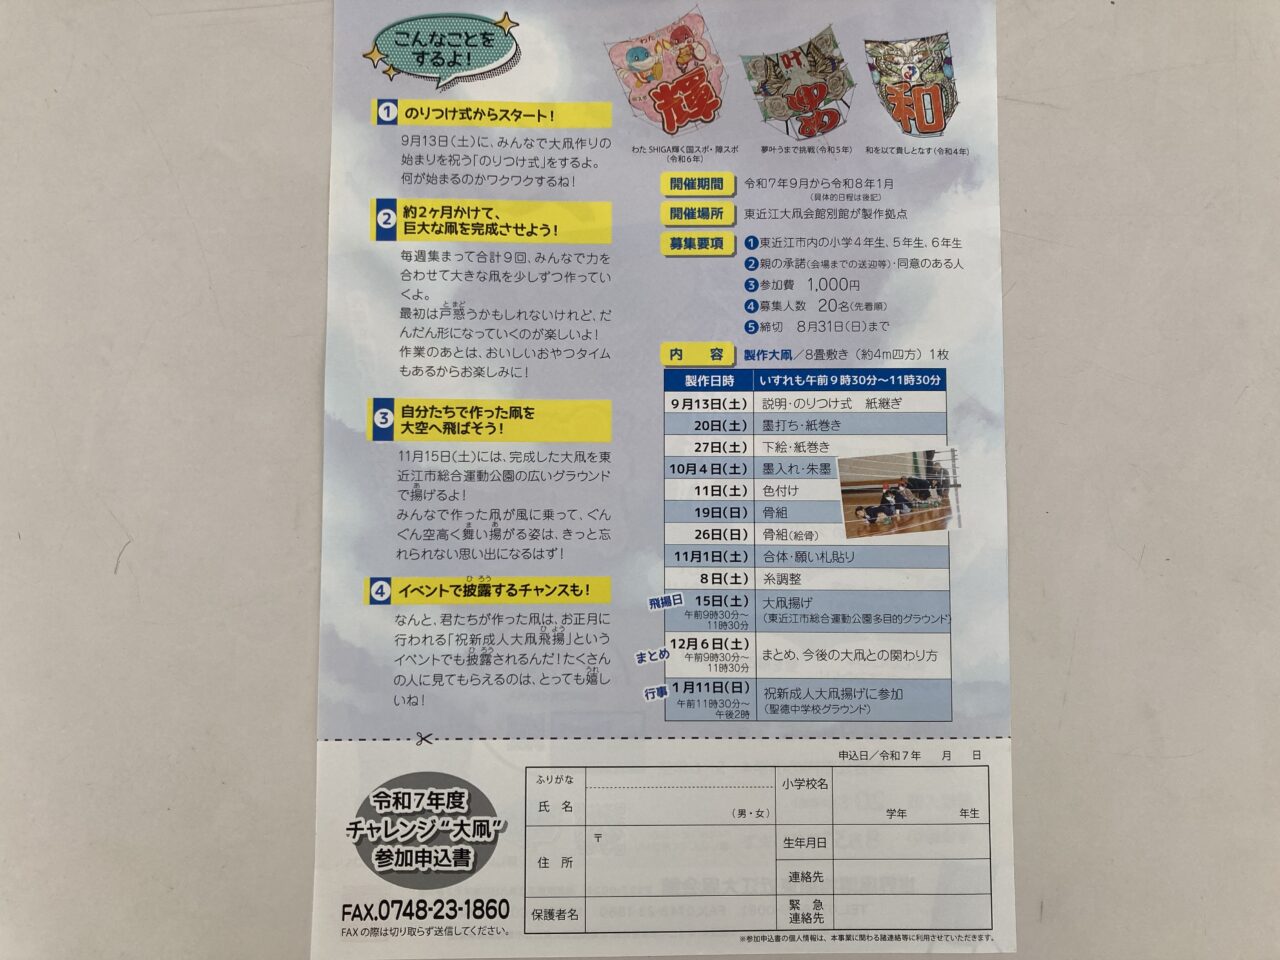 こんなことを
するよ!
輝
叶
ゆめ
和
わた SHIGA輝く国スポ・障スポ
(令和6年)
夢叶うまで挑戦(令和5年)
和を以て貴しとなす(令和4年)
1 のりつけ式からスタート!
9月13日(土)に、みんなで大凧作りの
始まりを祝う「のりつけ式」をするよ。
何が始まるのかワクワクするね!
2 約2ヶ月かけて、
巨大な凧を完成させよう!
毎週集まって合計9回、みんなで力を
合わせて大きな凧を少しずつ作ってい
くよ。
とまど
最初は戸惑うかもしれないけれど、だ
んだん形になっていくのが楽しいよ!
作業のあとは、おいしいおやつタイム
もあるからお楽しみに!
3 自分たちで作った凧を
大空へ飛ばそう!
11月15日(土)には、完成した大凧を東
近江市総合運動公園の広いグラウンド
あ
で揚げるよ!
みんなで作った凧が風に乗って、ぐん
ま あ
ぐん空高く舞い揚がる姿は、きっと忘
れられない思い出になるはず!
ひろう
4 イベントで披露するチャンスも!
なんと、君たちが作った凧は、お正月に
ひよう
行われる「祝新成人大凧飛揚」という
ひろう
イベントでも披露されるんだ!たくさん
うれ
の人に見てもらえるのは、とっても嬉し
いね!
開催期間 令和7年9月から令和8年1月
(具体的日程は後記)
開催場所 東近江大凧会館別館が製作拠点
募集要項 1東近江市内の小学4年生、5年生、6年生
2親の承諾(会場までの送迎等)・同意のある人
3参加費 1,000円
4募集人数 20名(先着順)
5締切 8月31日(日)まで
内 容 製作大凧/8畳敷き(約4m四方)1枚
製作日時 いずれも午前9時30分〜11時30分
9月13日(土) 説明・のりつけ式 紙継ぎ
20日(土) 墨打ち・紙巻き
27日(土) 下絵・紙巻き
10月4日(土) 墨入れ・朱墨
11日(土) 色付け
19日(日) 骨組
26日(日) 骨組(絵骨)
11月1日(土) 合体・願い札貼り
8日(土) 糸調整
飛揚日 15日(土) 大凧揚げ
午前9時30分〜
11時30分 (東近江市総合運動公園多目的グラウンド)
まとめ 12月6日(土) まとめ、今後の大凧との関わり方
午前9時30分〜
11時30分
行事 1月11日(日) 祝新成人大凧揚げに参加
午前11時30分〜
午後2時 (聖徳中学校グラウンド)
申込日/令和7年 月 日
令和7年度
チャレンジ“大凧”
参加申込書
FAX.0748-23-1860
FAXの際は切り取らず送信してください。
ふりがな
氏 名
(男・女)
小学校名
学年 年生
住 所
〒
生年月日
連絡先
保護者名
緊 急
連絡先
※参加申込書の個人情報は、本事業に関わる諸連絡等に利用させていただきます。